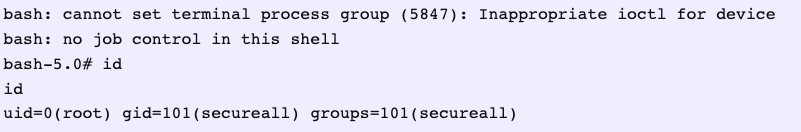 bash: cannot set terminal process group (5847): Inappropriate ioctl for device
bash: no job control in this shell
bash-5.0# id
id
uid=0(root) gid=101(secureall) groups=101(secureall)